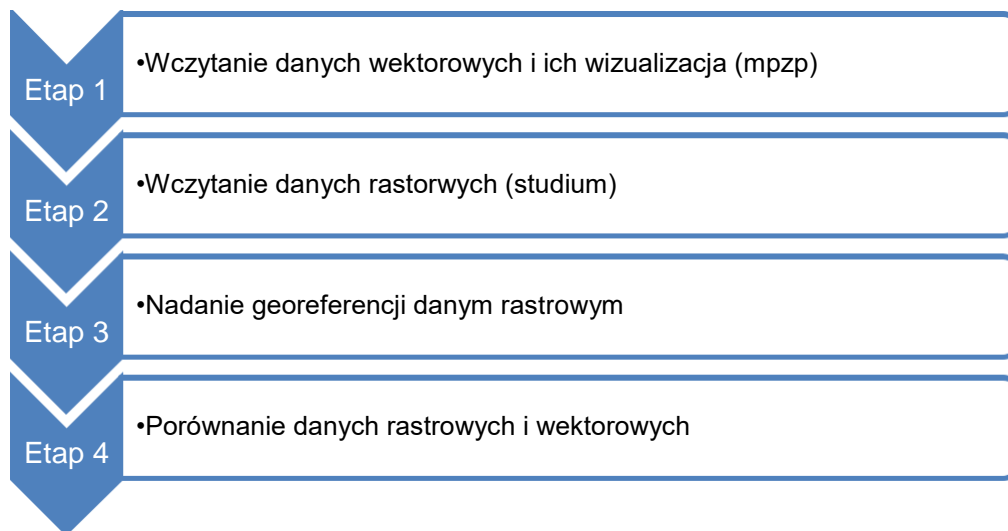 Etap 1
•Wczytanie danych wektorowych i ich wizualizacja (mpzp)
Etap 2
•Wczytanie danych rastorwych (studium)
Etap 3
•Nadanie georeferencji danym rastrowym
Etap 4
•Porównanie danych rastrowych i wektorowych